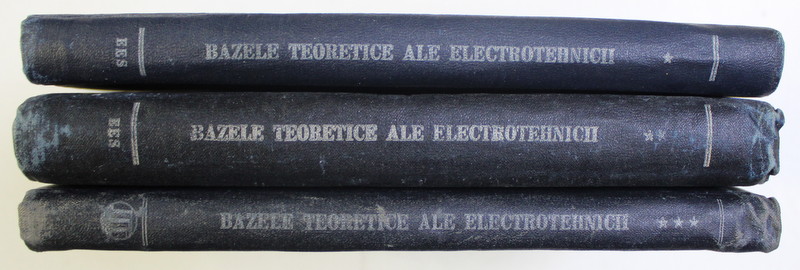 EES BAZELE TEORETICE ALE ELECTROTEHNICII *
EES BAZELE TEORETICE ALE ELECTROTEHNICII **
BAZELE TEORETICE ALE ELECTROTEHNICII ***